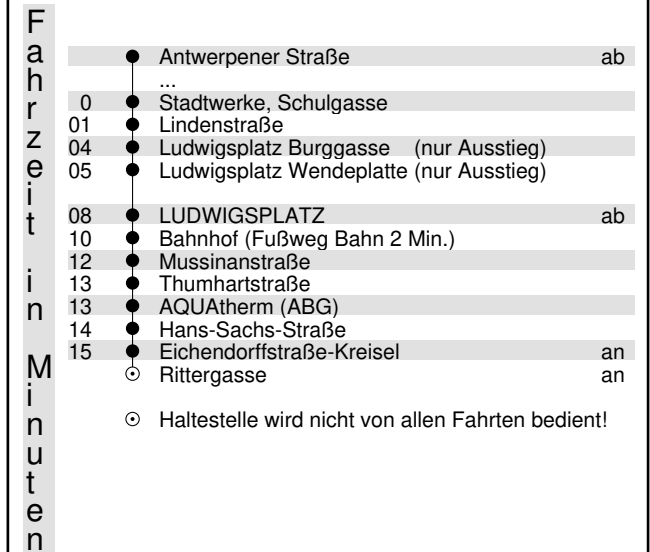 Fahrzeit in Minuten
Antwerpener Straße ab
...
0 Stadtwerke, Schulgasse
01 Lindenstraße
04 Ludwigsplatz Burggasse (nur Ausstieg)
05 Ludwigsplatz Wendeplatte (nur Ausstieg)
08 LUDWIGSPLATZ ab
10 Bahnhof (Fußweg Bahn 2 Min.)
12 Mussinanstraße
13 Thumhartstraße
13 AQUAtherm (ABG)
14 Hans-Sachs-Straße
15 Eichendorffstraße-Kreisel an
Rittergasse an
Haltestelle wird nicht von allen Fahrten bedient!